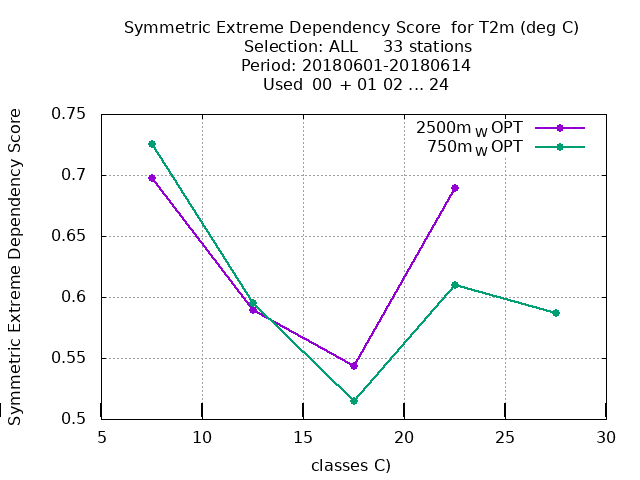 Symmetric Extreme Dependency Score  for T2m (deg C)
Selection: ALL     33 stations
Period: 20180601-20180614
Used  00 + 01 02 ... 24
Symmetric Extreme Dependency Score
0.75
0.7
0.65
0.6
0.55
0.5
2500m W OPT
750m W OPT
5 10 15 20 25 30
classes C)